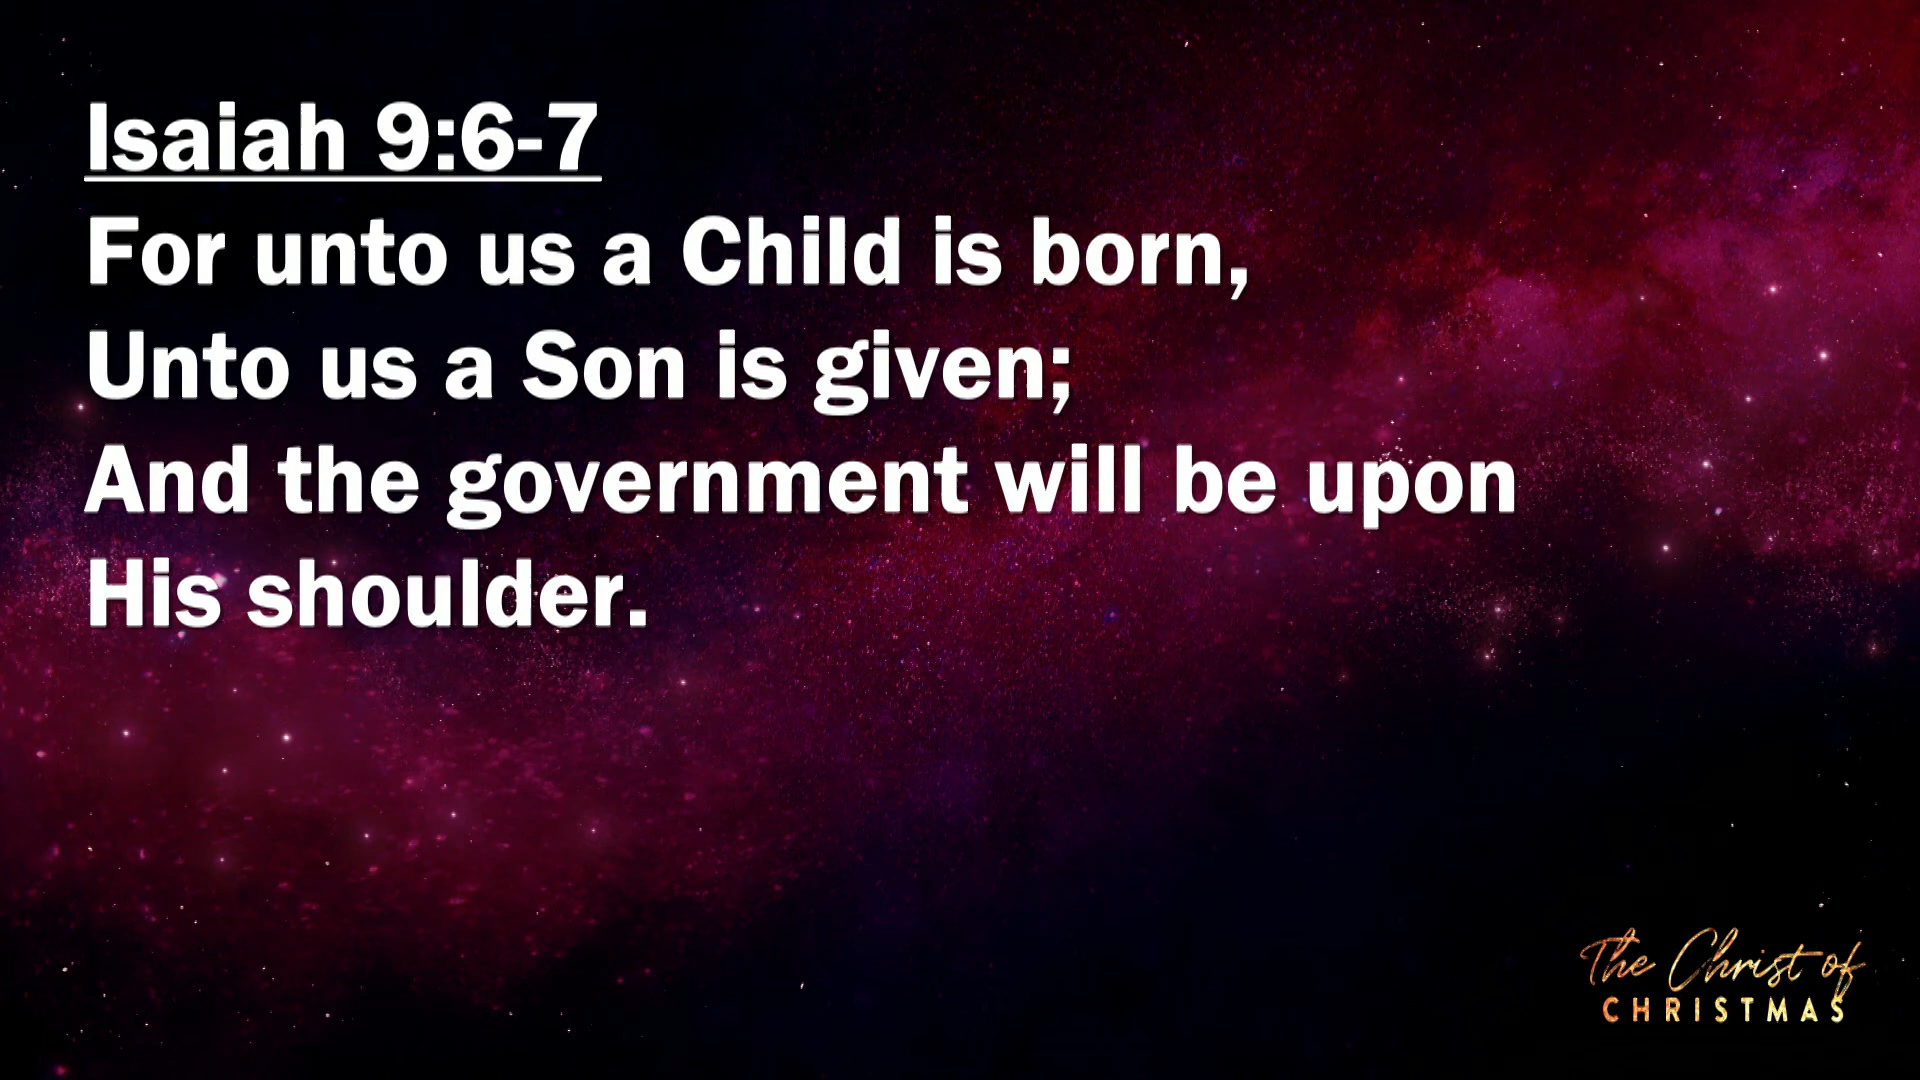 Isaiah 9:6-7
For unto us a Child is born,
Unto us a Son is given;
And the government will be upon
His shoulder.
The Christ of
CHRISTMAS